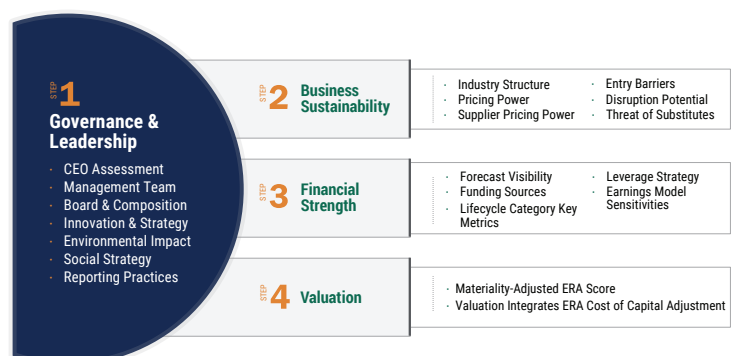 STEP 1
Governance &
Leadership
· CEO Assessment
· Management Team
· Board & Composition
· Innovation & Strategy
· Environmental Impact
· Social Strategy
· Reporting Practices
STEP 2
Business
Sustainability
· Industry Structure
· Pricing Power
· Supplier Pricing Power
· Entry Barriers
· Disruption Potential
· Threat of Substitutes
STEP 3
Financial
Strength
· Forecast Visibility
· Funding Sources
· Lifecycle Category Key
Metrics
· Leverage Strategy
· Earnings Model
Sensitivities
STEP 4
Valuation
· Materiality-Adjusted ERA Score
· Valuation Integrates ERA Cost of Capital Adjustment